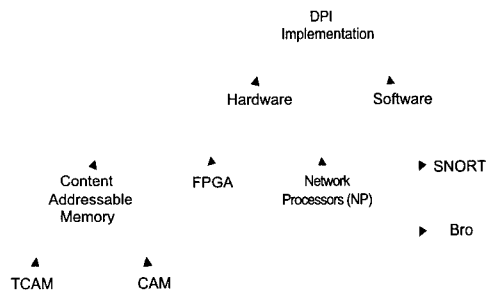 DPI
Implementation
Hardware
Software
Content
Addressable
Memory
FPGA
Network
Processors (NP)
SNORT
Bro
TCAM
CAM